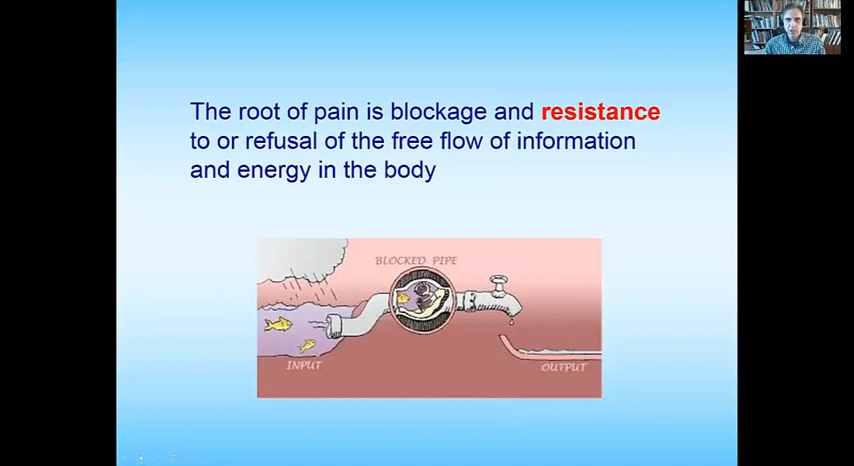 The root of pain is blockage and resistance
to or refusal of the free flow of information
and energy in the body
BLOCKED PIPE
INPUT
OUTPUT